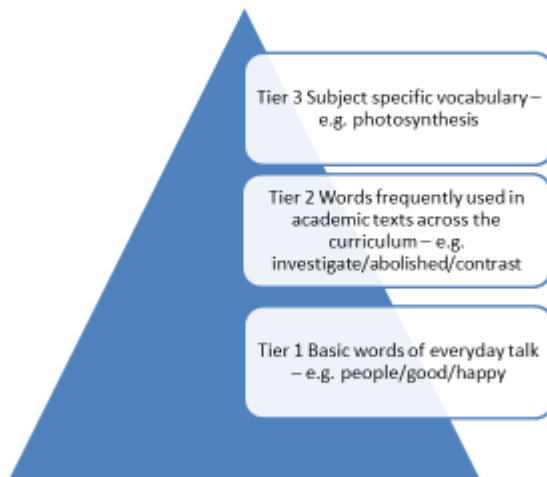 Tier 3 Subject specific vocabulary –
e.g. photosynthesis
Tier 2 Words frequently used in
academic texts across the
curriculum – e.g.
investigate/abolished/contrast
Tier 1 Basic words of everyday talk
– e.g. people/good/happy